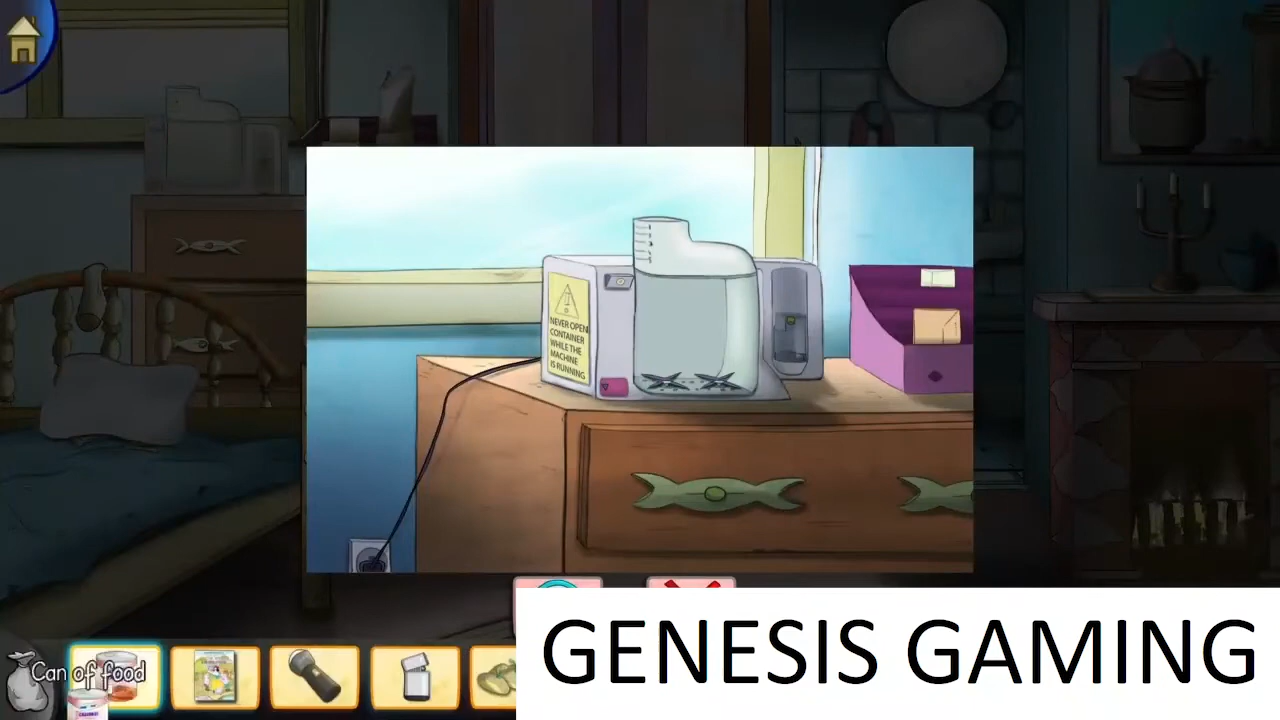 NEVER OPEN
CONTAINER
WHILE THE
MACHINE
IS RUNNING
Can of food
GENESIS GAMING